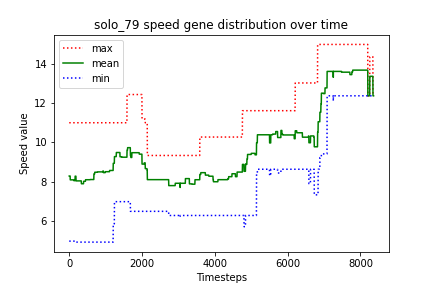 solo_79 speed gene distribution over time
max
mean
min
Speed value
14
12
10
8
6
0
2000
4000
6000
8000
Timesteps